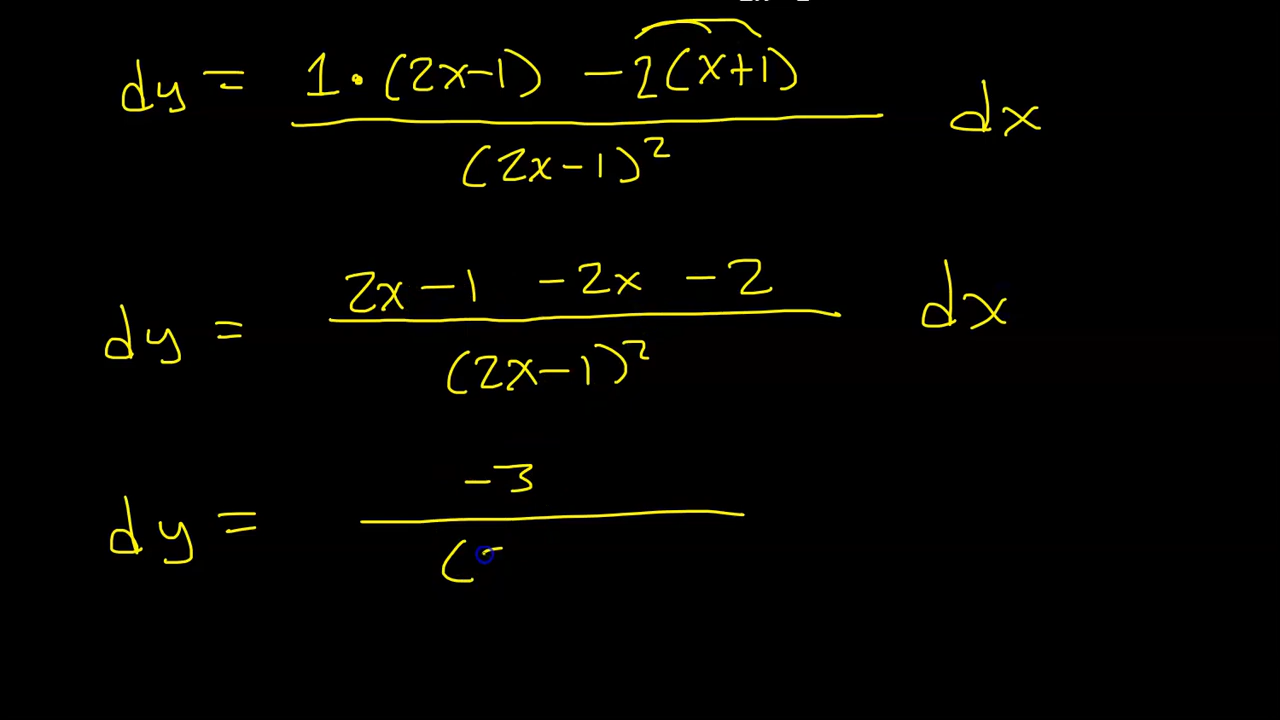 dy = 1 · (2x-1) - 2(x+1) / (2x-1)² dx
dy = 2x - 1 - 2x - 2 / (2x-1)² dx
dy = -3 / (